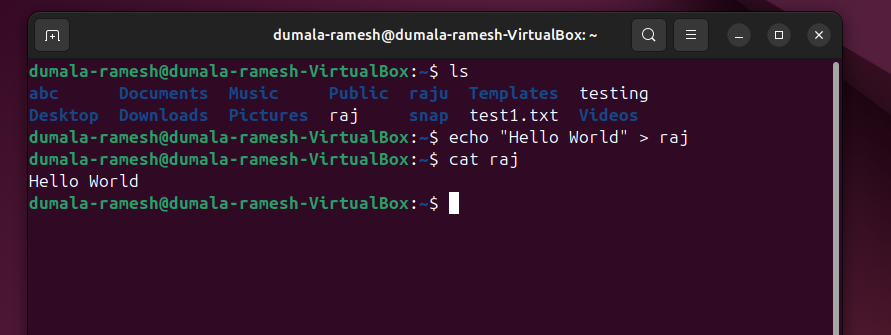 dumala-ramesh@dumala-ramesh-VirtualBox: ~
dumala-ramesh@dumala-ramesh-VirtualBox:~$ ls
abc      Documents  Music     Public  raju  Templates  testing
Desktop  Downloads  Pictures  raj     snap  test1.txt  Videos
dumala-ramesh@dumala-ramesh-VirtualBox:~$ echo "Hello World" > raj
dumala-ramesh@dumala-ramesh-VirtualBox:~$ cat raj
Hello World
dumala-ramesh@dumala-ramesh-VirtualBox:~$